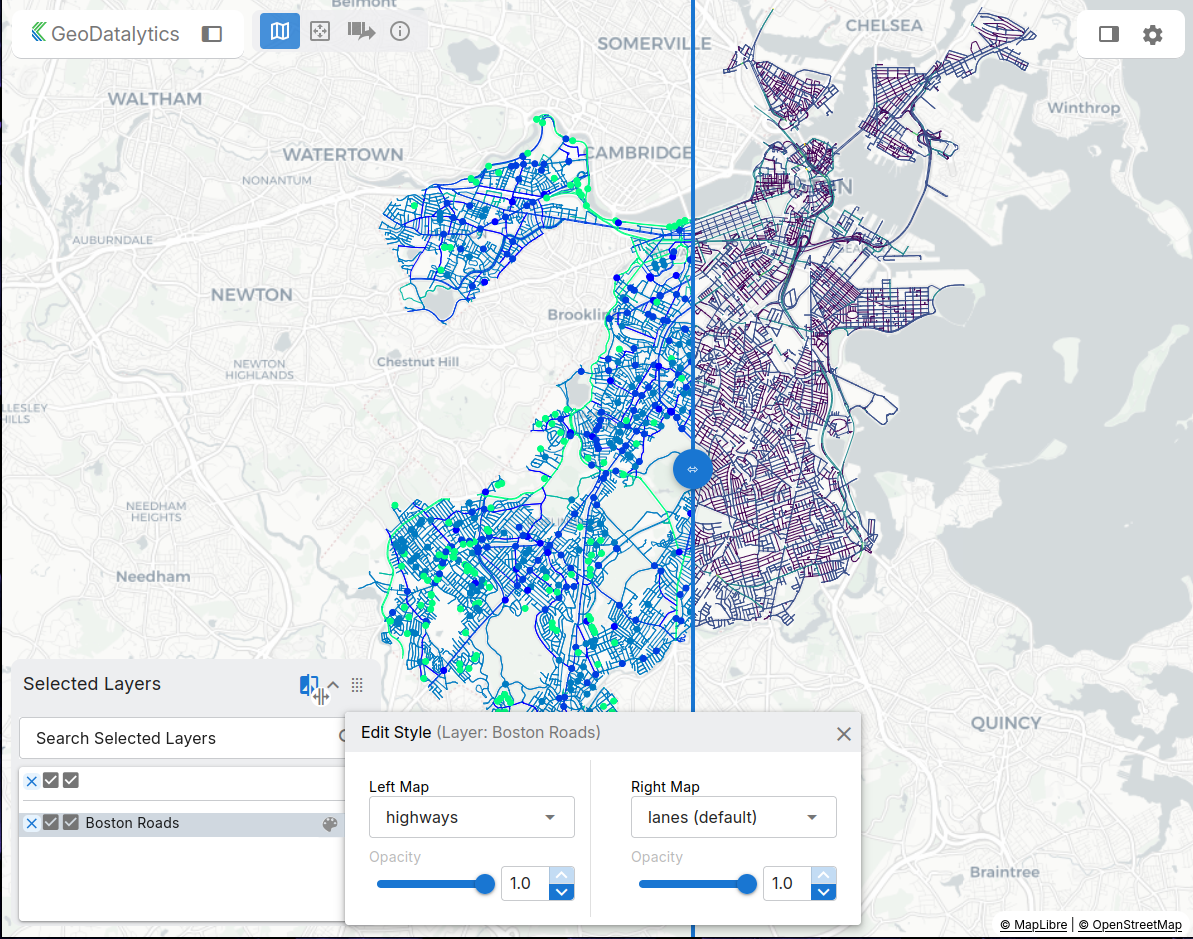 GeoDatalytics
Belmont
SOMERVILLE
CHELSEA
WALTHAM
Winthrop
WATERTOWN
CAMBRIDGE
NONANTUM
AUBURNDALE
NEWTON
Chestnut Hill
NEWTON
HIGHLANDS
LLESLEY
HILLS
NEEDHAM
HEIGHTS
Needham
QUINCY
Braintree
Selected Layers
Search Selected Layers
Boston Roads
Edit Style (Layer: Boston Roads)
Left Map
Right Map
highways
lanes (default)
Opacity
Opacity
1.0
1.0
© MapLibre | © OpenStreetMap